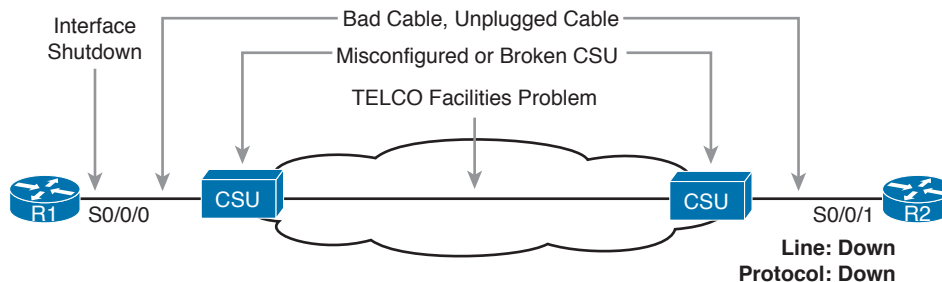 Interface
Shutdown
Bad Cable, Unplugged Cable
Misconfigured or Broken CSU
TELCO Facilities Problem
R1
S0/0/0
CSU
CSU
S0/0/1
R2
Line: Down
Protocol: Down